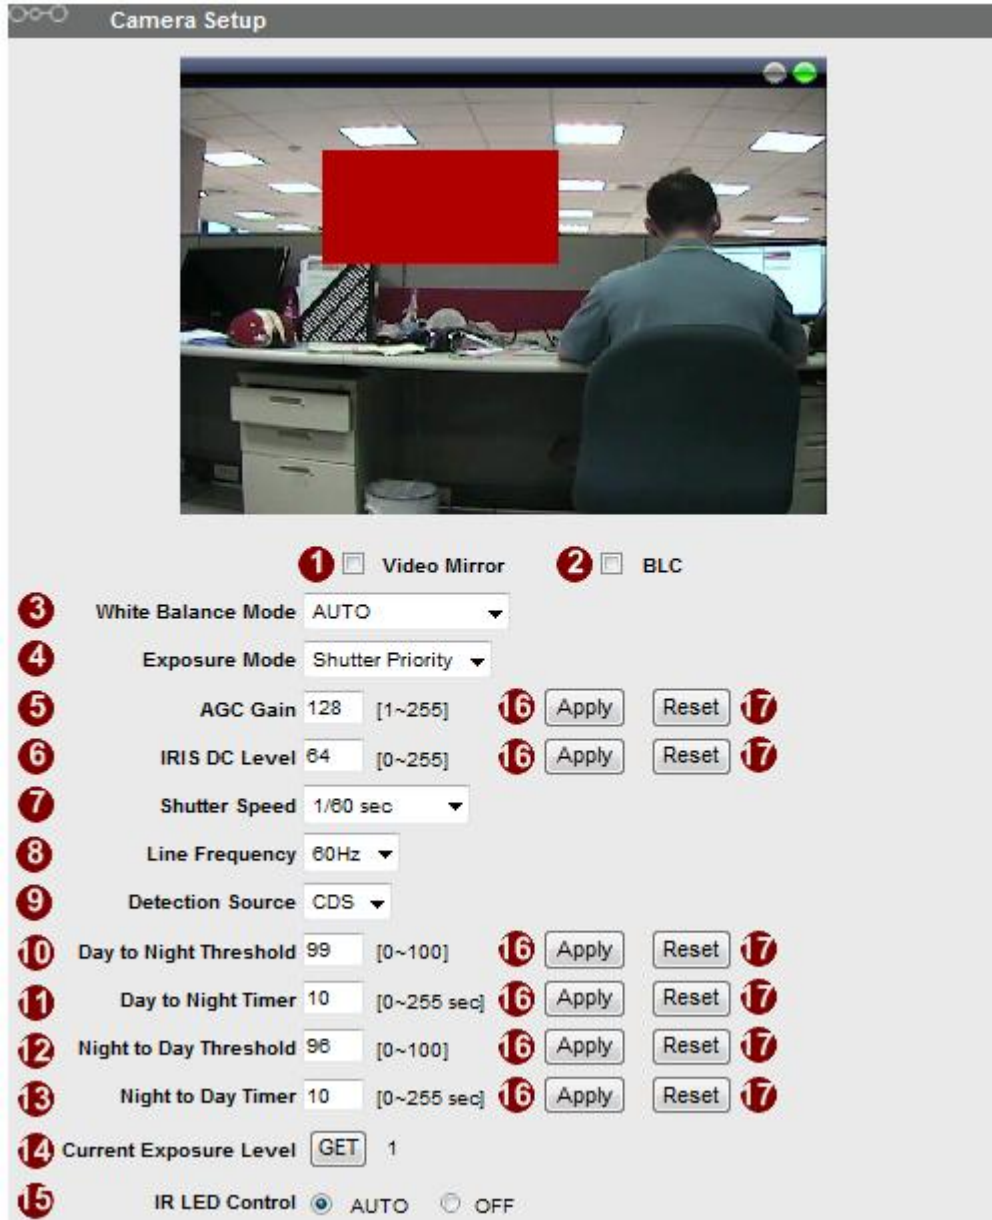 Camera Setup
1 Video Mirror 2 BLC
3 White Balance Mode AUTO
4 Exposure Mode Shutter Priority
5 AGC Gain 128 [1~255] 16 Apply Reset 17
6 IRIS DC Level 64 [0~255] 16 Apply Reset 17
7 Shutter Speed 1/60 sec
8 Line Frequency 60Hz
9 Detection Source CDS
10 Day to Night Threshold 99 [0~100] 16 Apply Reset 17
11 Day to Night Timer 10 [0~255 sec] 16 Apply Reset 17
12 Night to Day Threshold 96 [0~100] 16 Apply Reset 17
13 Night to Day Timer 10 [0~255 sec] 16 Apply Reset 17
14 Current Exposure Level GET 1
15 IR LED Control AUTO OFF